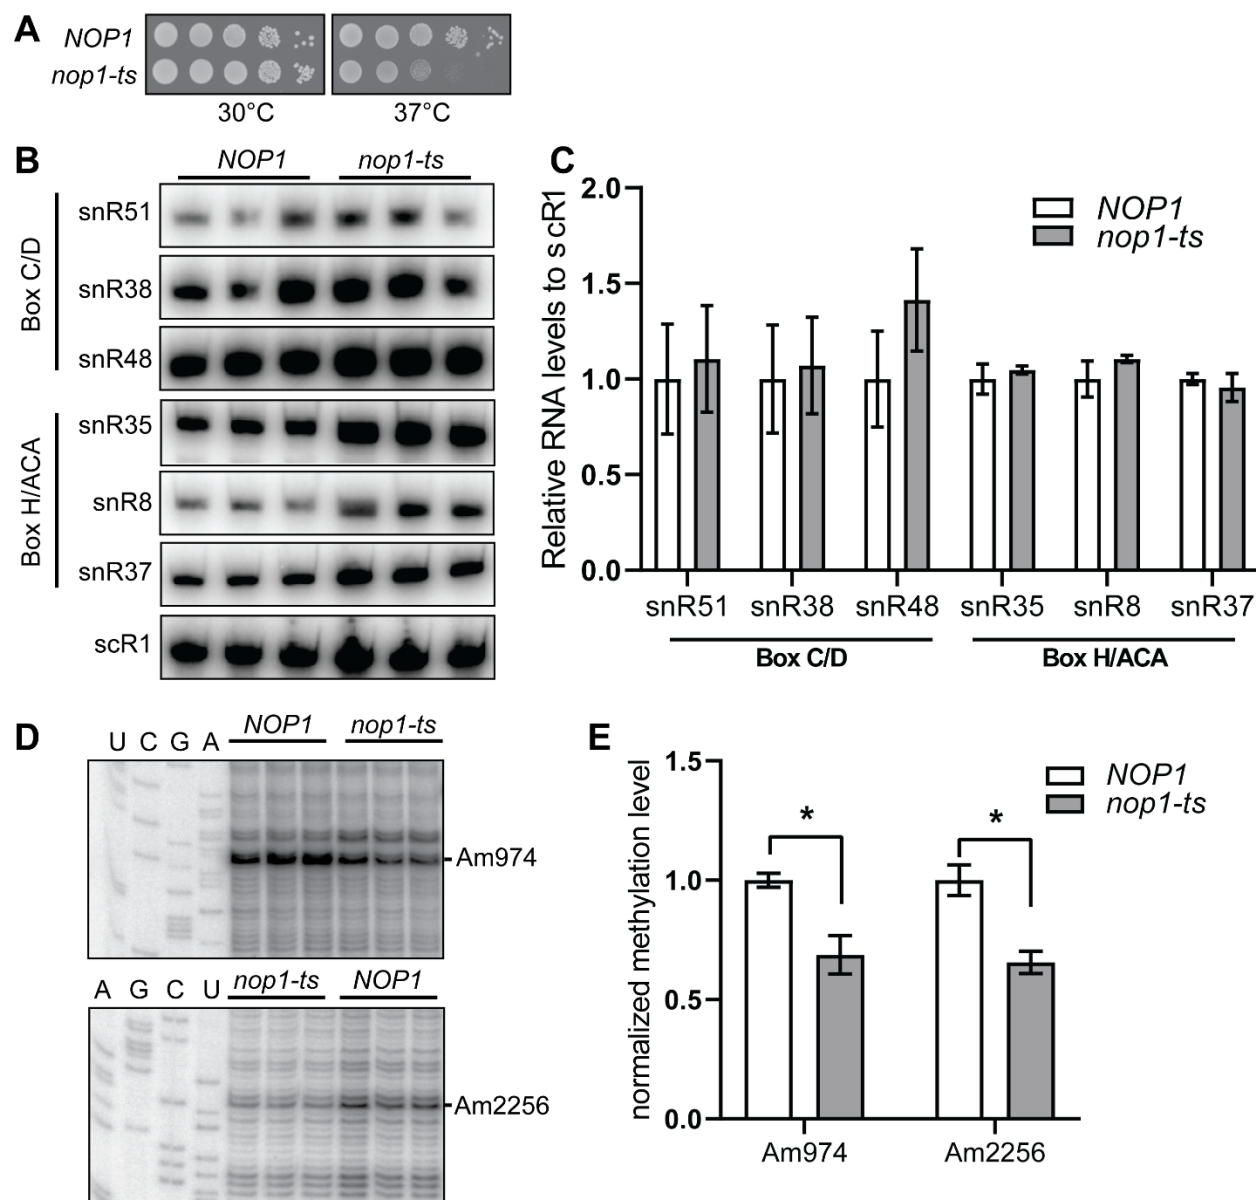 A
NOP1
nop1-ts
30°C
37°C
B
NOP1
nop1-ts
Box C/D
snR51
snR38
snR48
Box H/ACA
snR35
snR8
snR37
scR1
C
Relative RNA levels to scR1
2.0
1.5
1.0
0.5
0.0
NOP1
nop1-ts
snR51 snR38 snR48 snR35 snR8 snR37
Box C/D
Box H/ACA
D
U C G A
NOP1
nop1-ts
Am974
A G C U
nop1-ts
NOP1
Am2256
E
normalized methylation level
1.5
1.0
0.5
0.0
NOP1
nop1-ts
* *
Am974 Am2256